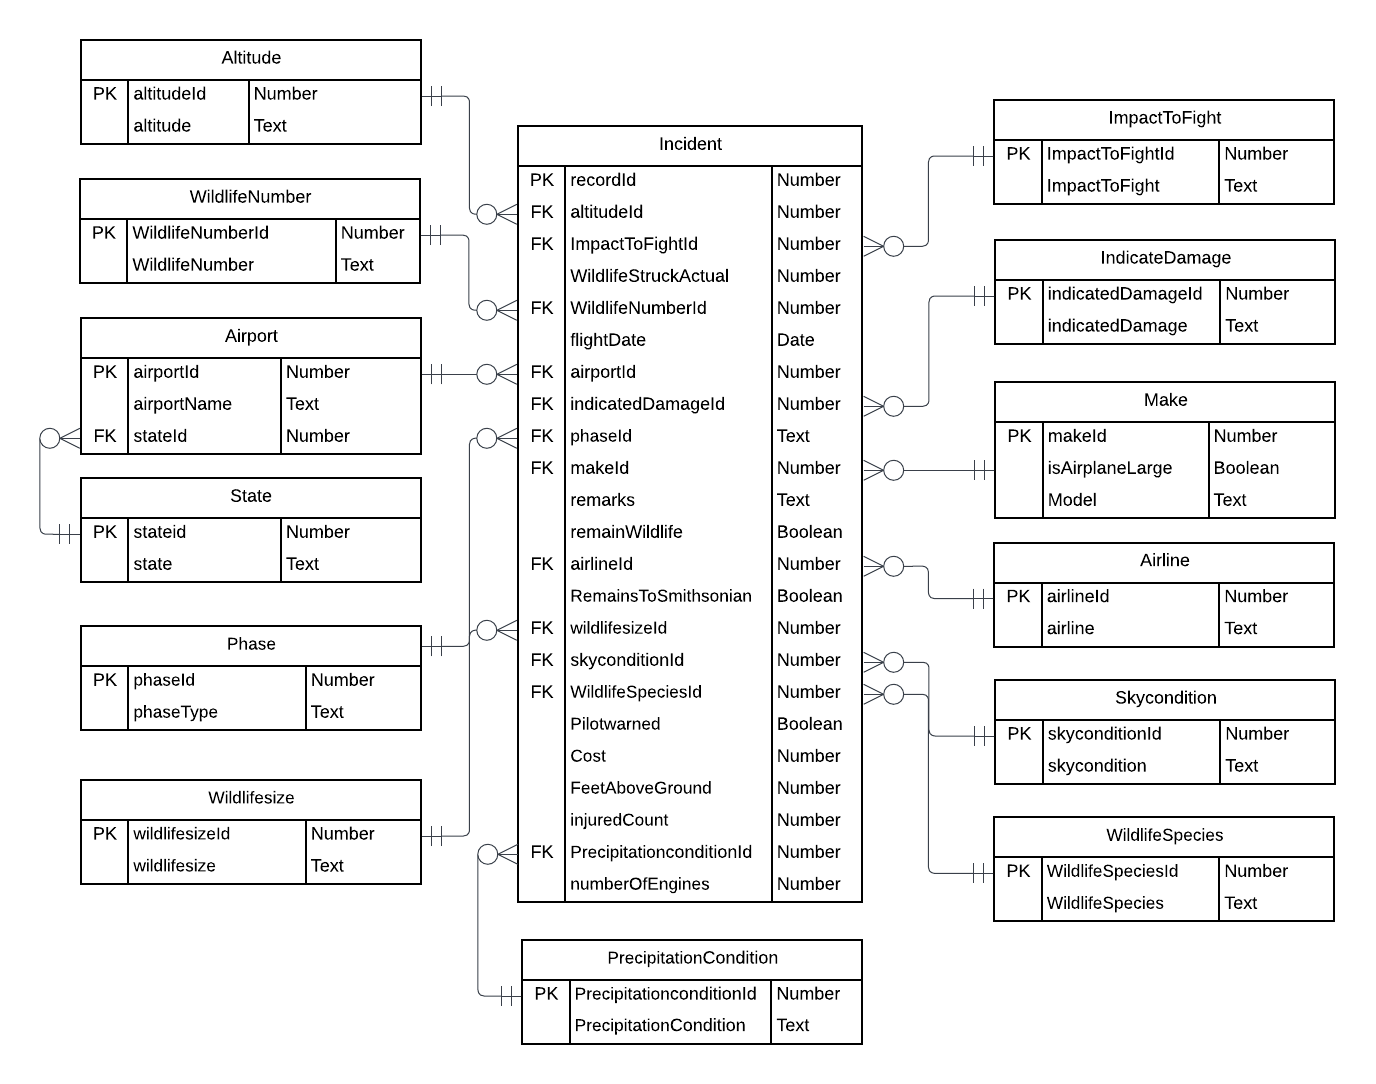 Altitude
PK altitudeId Number
altitude Text
WildlifeNumber
PK WildlifeNumberId Number
WildlifeNumber Text
Airport
PK airportId Number
airportName Text
FK stateId Number
State
PK stateid Number
state Text
Phase
PK phaseId Number
phaseType Text
Wildlifesize
PK wildlifesizeId Number
wildlifesize Text
Incident
PK recordId Number
FK altitudeId Number
FK ImpactToFightId Number
WildlifeStruckActual Number
FK WildlifeNumberId Number
flightDate Date
FK airportId Number
FK indicatedDamageId Number
FK phaseId Text
FK makeId Number
remarks Text
remainWildlife Boolean
FK airlineId Number
RemainsToSmithsonian Boolean
FK wildlifesizeId Number
FK skyconditionId Number
FK WildlifeSpeciesId Number
Pilotwarned Boolean
Cost Number
FeetAboveGround Number
injuredCount Number
FK PrecipitationconditionId Number
numberOfEngines Number
PrecipitationCondition
PK PrecipitationconditionId Number
PrecipitationCondition Text
ImpactToFight
PK ImpactToFightId Number
ImpactToFight Text
IndicateDamage
PK indicatedDamageId Number
indicatedDamage Text
Make
PK makeId Number
isAirplaneLarge Boolean
Model Text
Airline
PK airlineId Number
airline Text
Skycondition
PK skyconditionId Number
skycondition Text
WildlifeSpecies
PK WildlifeSpeciesId Number
WildlifeSpecies Text